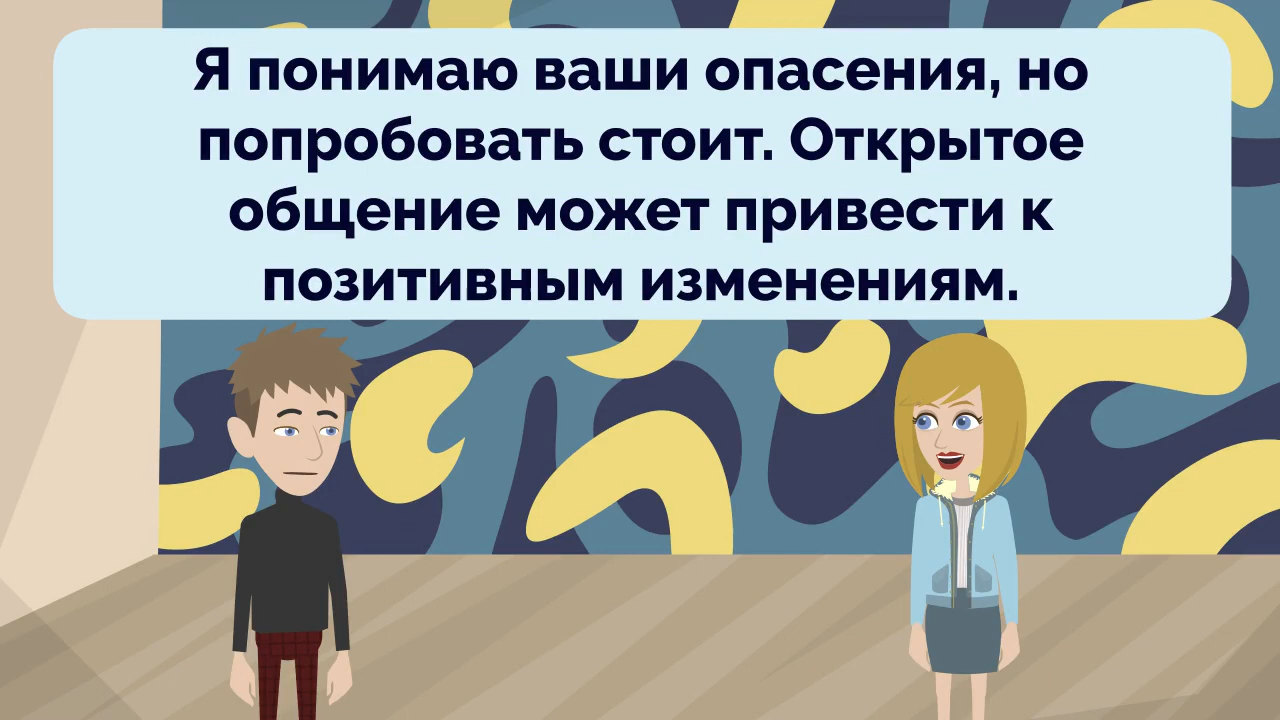 Я понимаю ваши опасения, но
попробовать стоит. Открытое
общение может привести к
позитивным изменениям.